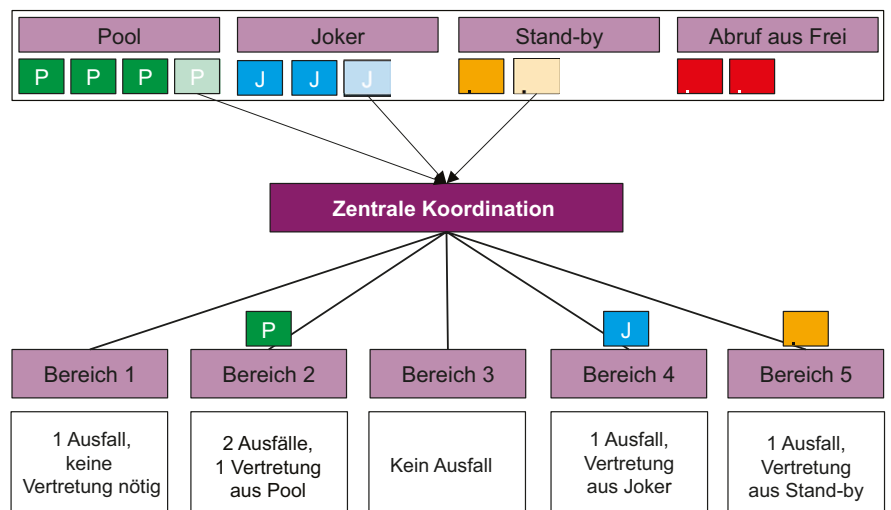 Pool
Joker
Stand-by
Abruf aus Frei
P P P P
J J J
.
.
.
.
Zentrale Koordination
P
J
.
Bereich 1
Bereich 2
Bereich 3
Bereich 4
Bereich 5
1 Ausfall,
keine
Vertretung nötig
2 Ausfälle,
1 Vertretung
aus Pool
Kein Ausfall
1 Ausfall,
Vertretung
aus Joker
1 Ausfall,
Vertretung
aus Stand-by